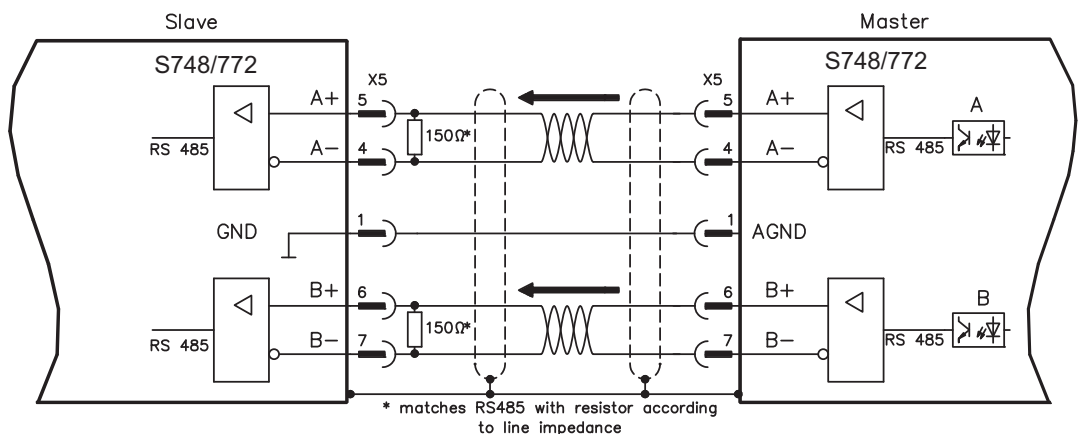 Slave Master
S748/772 S748/772
X5 X5
A+ 5 5 A+ A
150Ω*
RS 485 A- 4 4 A- RS 485
GND 1 1 AGND
B+ 6 6 B+ B
150Ω*
RS 485 B- 7 7 B- RS 485
* matches RS485 with resistor according
to line impedance